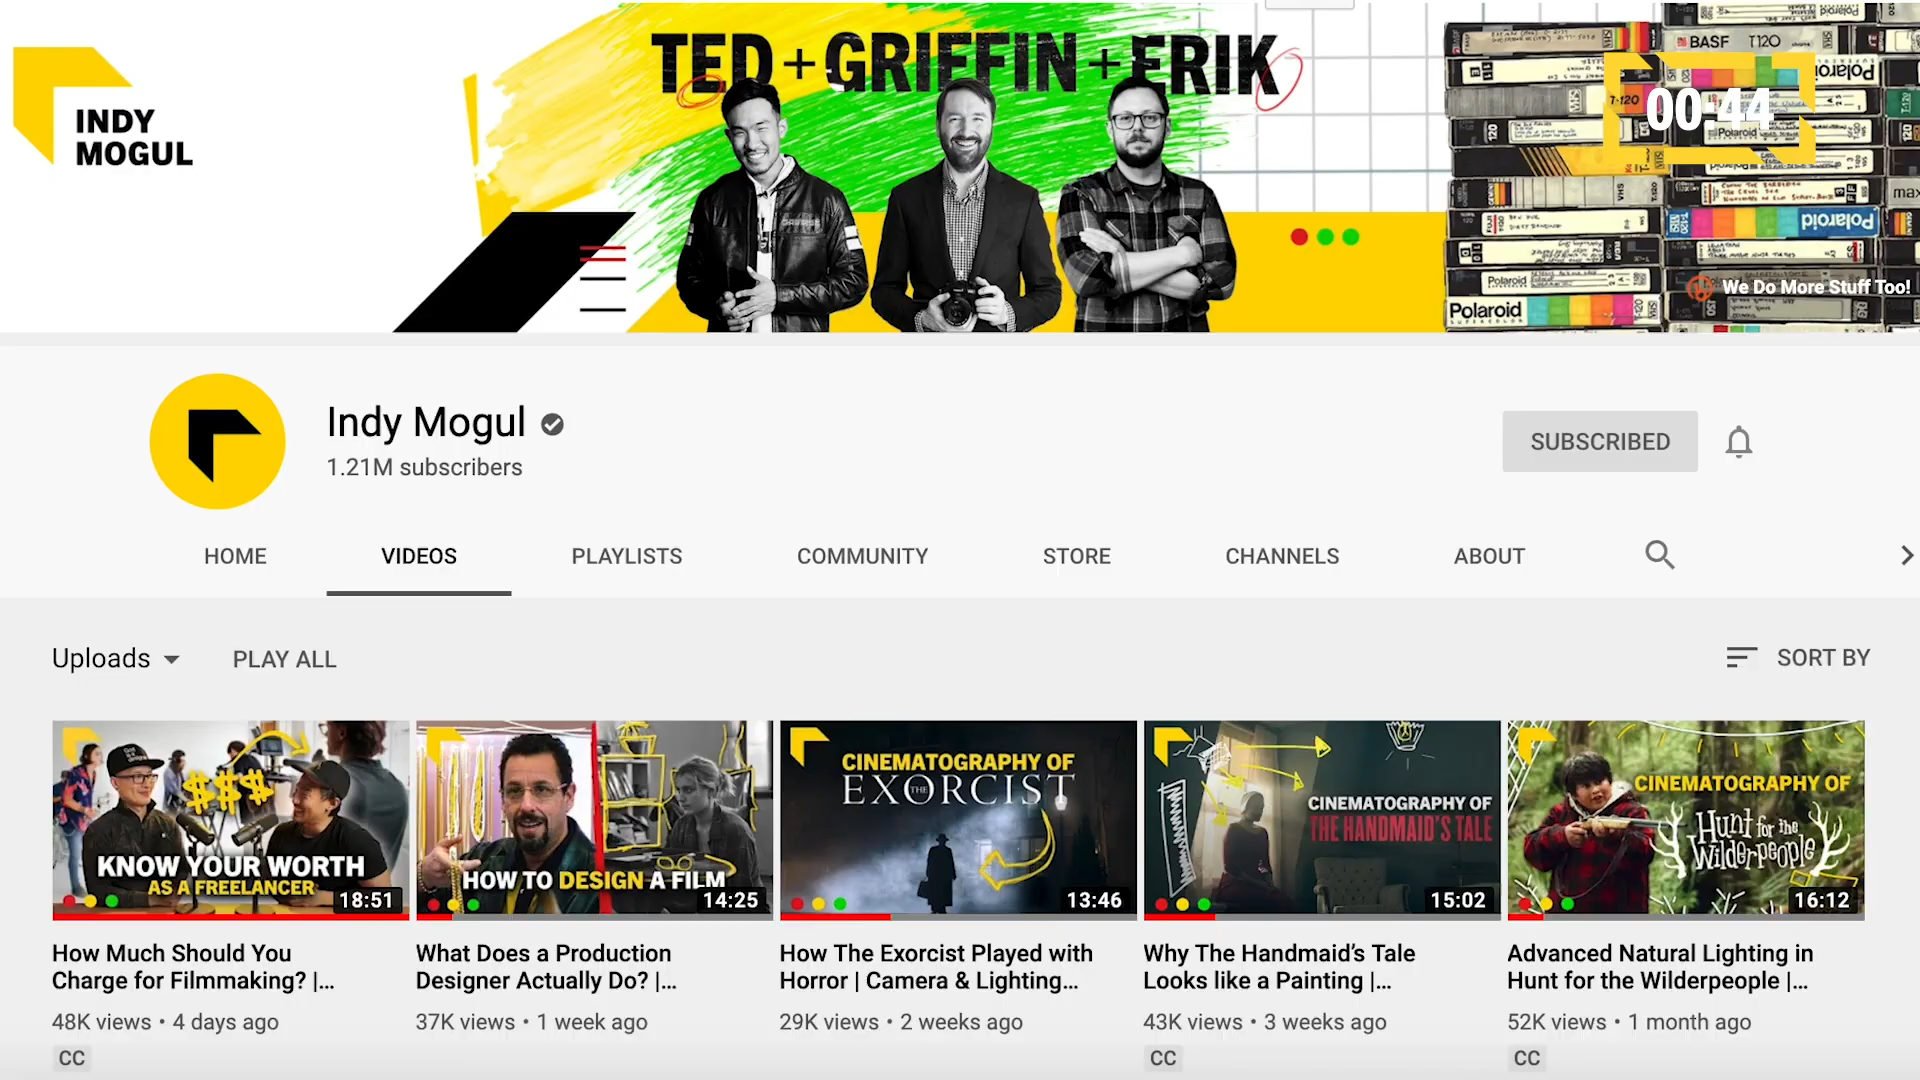 TED + GRIFFIN + ERIK
INDY
MOGUL
BASF T120
T-120
00:44
Polaroid
Polaroid
Polaroid
Polaroid
We Do More Stuff Too!
Indy Mogul
1.21M subscribers
SUBSCRIBED
HOME VIDEOS PLAYLISTS COMMUNITY STORE CHANNELS ABOUT
Uploads PLAY ALL SORT BY
$$$
KNOW YOUR WORTH
AS A FREELANCER
18:51
HOW TO DESIGN A FILM
14:25
CINEMATOGRAPHY OF
THE EXORCIST
13:46
CINEMATOGRAPHY OF
THE HANDMAID'S TALE
15:02
CINEMATOGRAPHY OF
Hunt for the
Wilderpeople
16:12
How Much Should You
Charge for Filmmaking? |...
48K views • 4 days ago
CC
What Does a Production
Designer Actually Do? |...
37K views • 1 week ago
How The Exorcist Played with
Horror | Camera & Lighting...
29K views • 2 weeks ago
Why The Handmaid’s Tale
Looks like a Painting |...
43K views • 3 weeks ago
CC
Advanced Natural Lighting in
Hunt for the Wilderpeople |...
52K views • 1 month ago
CC